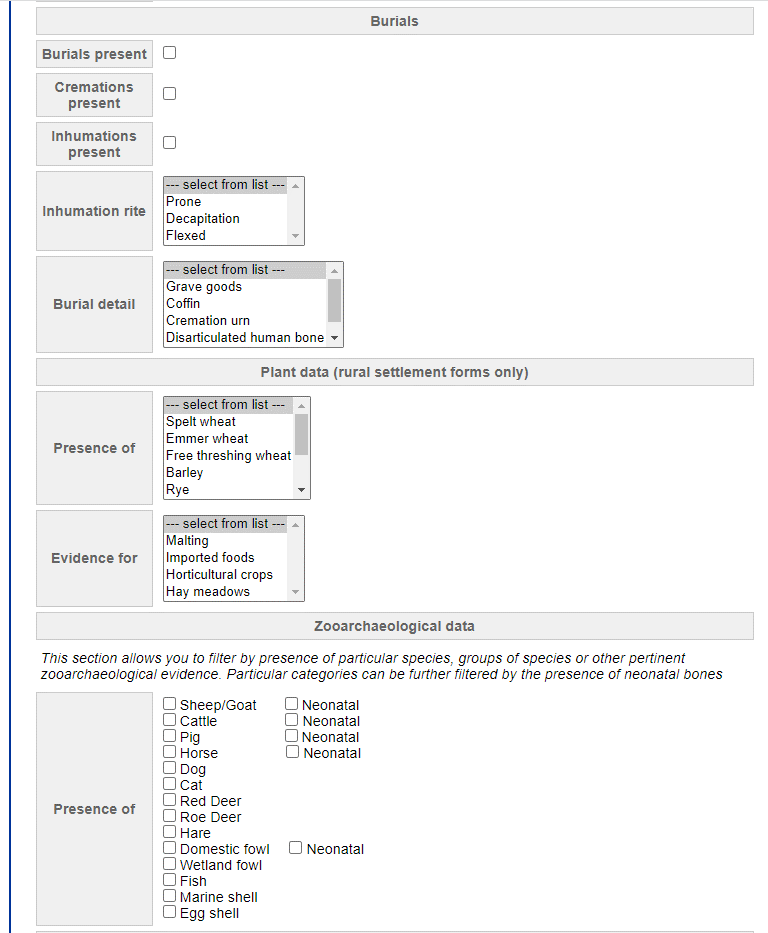 Burials
Burials present
Cremations
present
Inhumations
present
Inhumation rite
--- select from list ---
Prone
Decapitation
Flexed
Burial detail
--- select from list ---
Grave goods
Coffin
Cremation urn
Disarticulated human bone
Plant data (rural settlement forms only)
Presence of
--- select from list ---
Spelt wheat
Emmer wheat
Free threshing wheat
Barley
Rye
Evidence for
--- select from list ---
Malting
Imported foods
Horticultural crops
Hay meadows
Zooarchaeological data
This section allows you to filter by presence of particular species, groups of species or other pertinent
zooarchaeological evidence. Particular categories can be further filtered by the presence of neonatal bones
Presence of
Sheep/Goat Neonatal
Cattle Neonatal
Pig Neonatal
Horse Neonatal
Dog
Cat
Red Deer
Roe Deer
Hare
Domestic fowl Neonatal
Wetland fowl
Fish
Marine shell
Egg shell